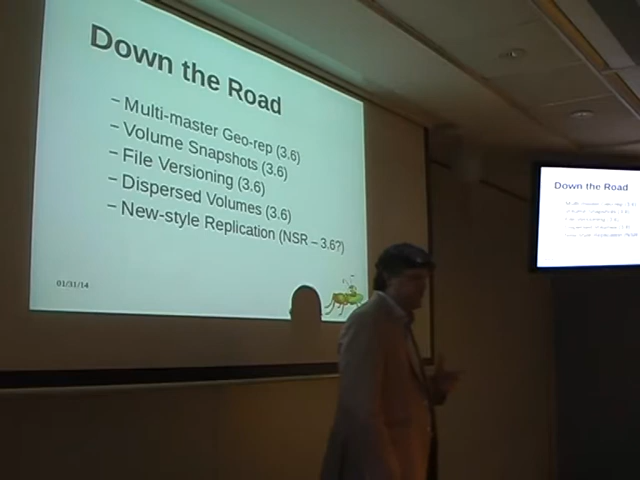 Down the Road
– Multi-master Geo-rep (3.6)
– Volume Snapshots (3.6)
– File Versioning (3.6)
– Dispersed Volumes (3.6)
– New-style Replication (NSR – 3.6?)
01/31/14
Down the Road